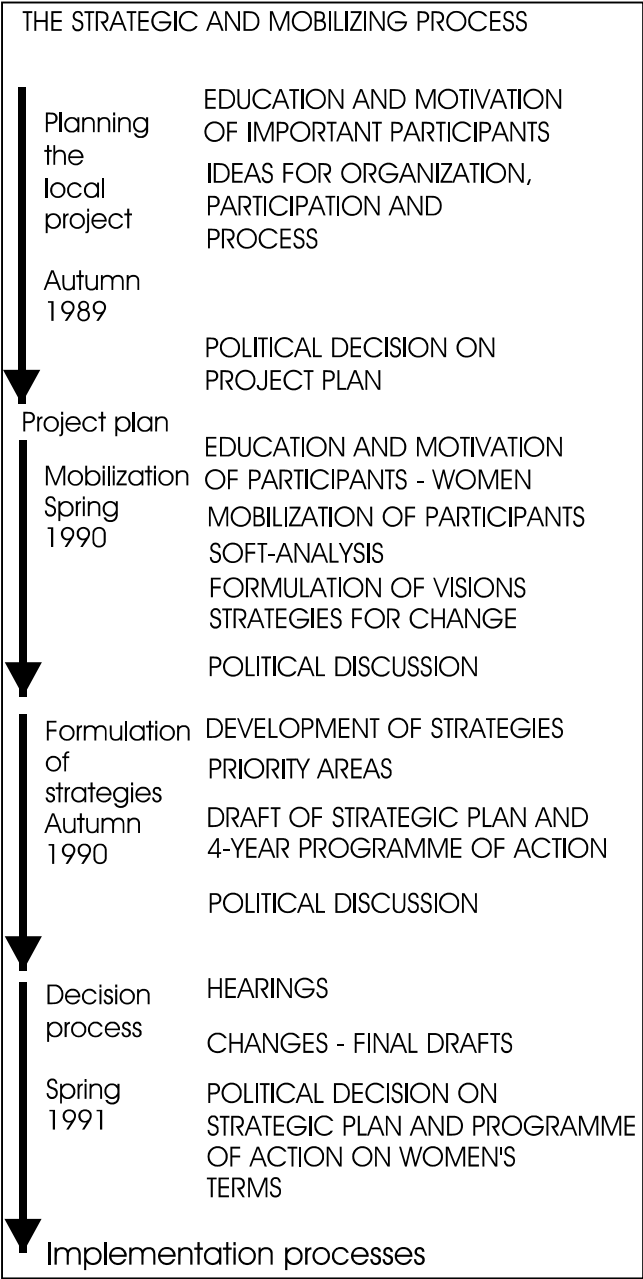 THE STRATEGIC AND MOBILIZING PROCESS
Planning
the
local
project
Autumn
1989
EDUCATION AND MOTIVATION
OF IMPORTANT PARTICIPANTS
IDEAS FOR ORGANIZATION,
PARTICIPATION AND
PROCESS
POLITICAL DECISION ON
PROJECT PLAN
Project plan
Mobilization
Spring
1990
EDUCATION AND MOTIVATION
OF PARTICIPANTS - WOMEN
MOBILIZATION OF PARTICIPANTS
SOFT-ANALYSIS
FORMULATION OF VISIONS
STRATEGIES FOR CHANGE
POLITICAL DISCUSSION
Formulation
of
strategies
Autumn
1990
DEVELOPMENT OF STRATEGIES
PRIORITY AREAS
DRAFT OF STRATEGIC PLAN AND
4-YEAR PROGRAMME OF ACTION
POLITICAL DISCUSSION
Decision
process
Spring
1991
HEARINGS
CHANGES - FINAL DRAFTS
POLITICAL DECISION ON
STRATEGIC PLAN AND PROGRAMME
OF ACTION ON WOMEN'S
TERMS
Implementation processes